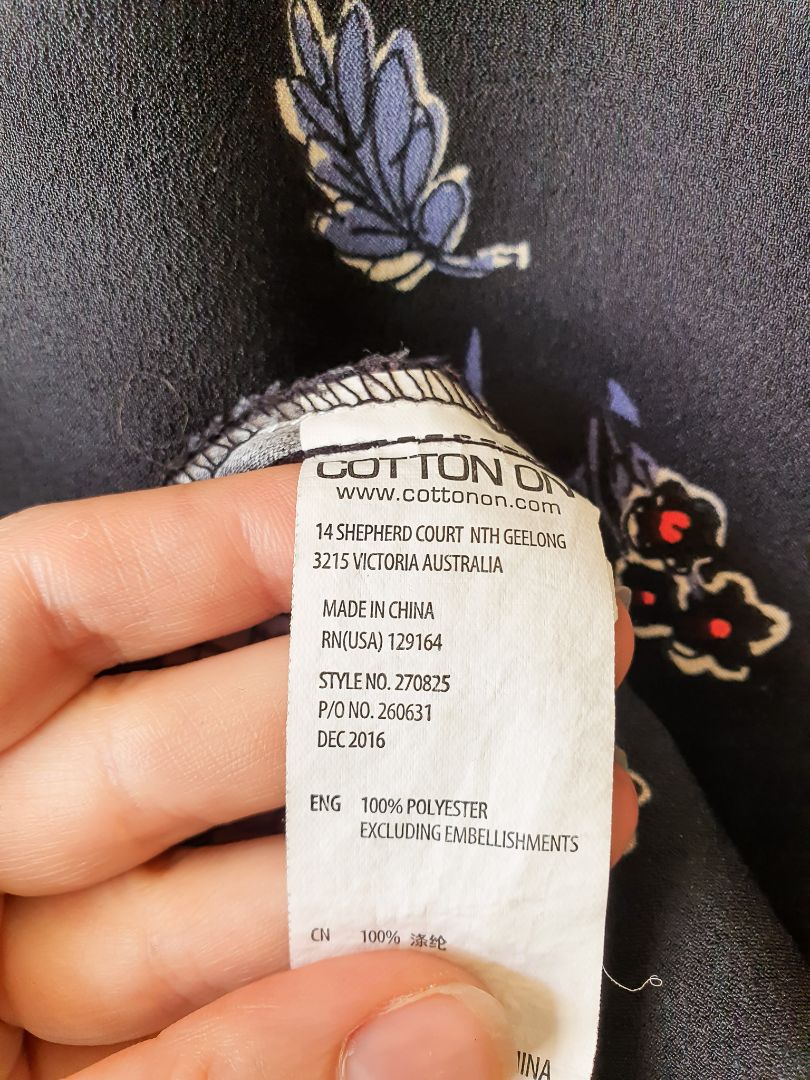 COTTON ON
www.cottonon.com
14 SHEPHERD COURT NTH GEELONG
3215 VICTORIA AUSTRALIA
MADE IN CHINA
RN(USA) 129164
STYLE NO. 270825
P/O NO. 260631
DEC 2016
ENG 100% POLYESTER
EXCLUDING EMBELLISHMENTS
CN 100% 涤纶